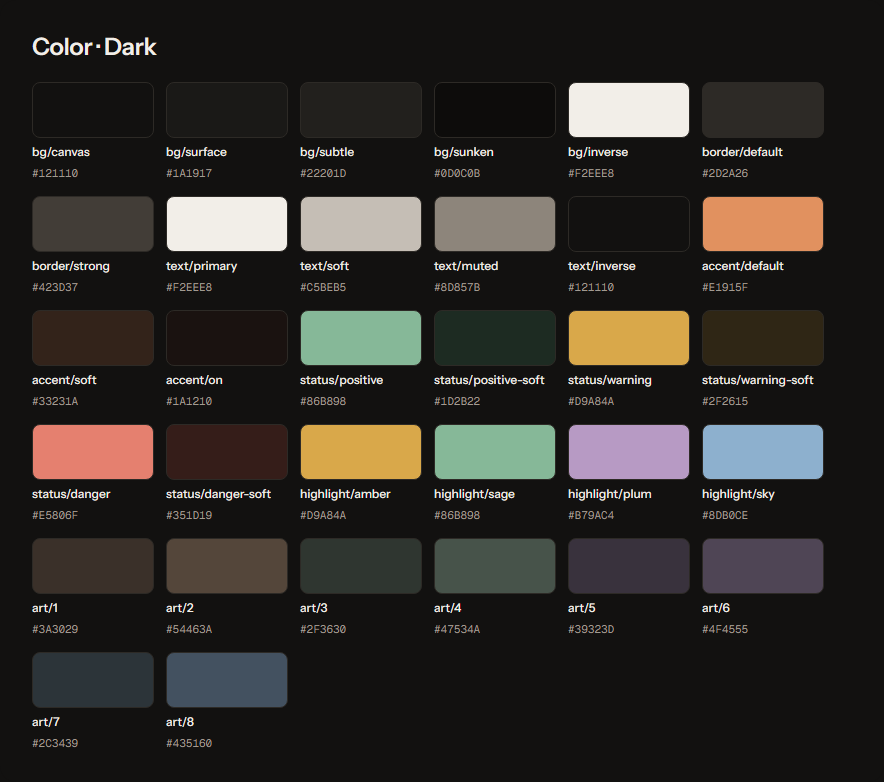 Color · Dark
bg/canvas bg/surface bg/subtle bg/sunken bg/inverse border/default
#121110 #1A1917 #22201D #0D0C0B #F2EEE8 #2D2A26
border/strong text/primary text/soft text/muted text/inverse accent/default
#423D37 #F2EEE8 #C5BEB5 #8D857B #121110 #E1915F
accent/soft accent/on status/positive status/positive-soft status/warning status/warning-soft
#33231A #1A1210 #86B898 #1D2B22 #D9A84A #2F2615
status/danger status/danger-soft highlight/amber highlight/sage highlight/plum highlight/sky
#E5806F #351D19 #D9A84A #86B898 #B79AC4 #8DB0CE
art/1 art/2 art/3 art/4 art/5 art/6
#3A3029 #54463A #2F3630 #47534A #39323D #4F4555
art/7 art/8
#2C3439 #435160